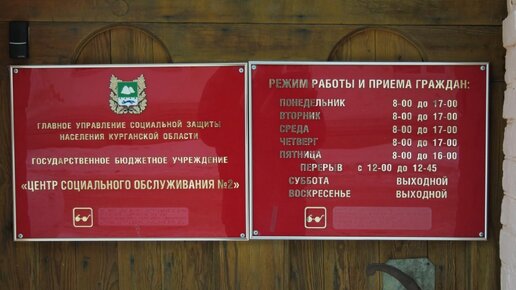 ГЛАВНОЕ УПРАВЛЕНИЕ СОЦИАЛЬНОЙ ЗАЩИТЫ
НАСЕЛЕНИЯ КУРГАНСКОЙ ОБЛАСТИ
ГОСУДАРСТВЕННОЕ БЮДЖЕТНОЕ УЧРЕЖДЕНИЕ
«ЦЕНТР СОЦИАЛЬНОГО ОБСЛУЖИВАНИЯ №2»
РЕЖИМ РАБОТЫ И ПРИЕМА ГРАЖДАН:
ПОНЕДЕЛЬНИК 8-00 до 17-00
ВТОРНИК 8-00 до 17-00
СРЕДА 8-00 до 17-00
ЧЕТВЕРГ 8-00 до 17-00
ПЯТНИЦА 8-00 до 16-00
ПЕРЕРЫВ с 12-00 до 12-45
СУББОТА ВЫХОДНОЙ
ВОСКРЕСЕНЬЕ ВЫХОДНОЙ